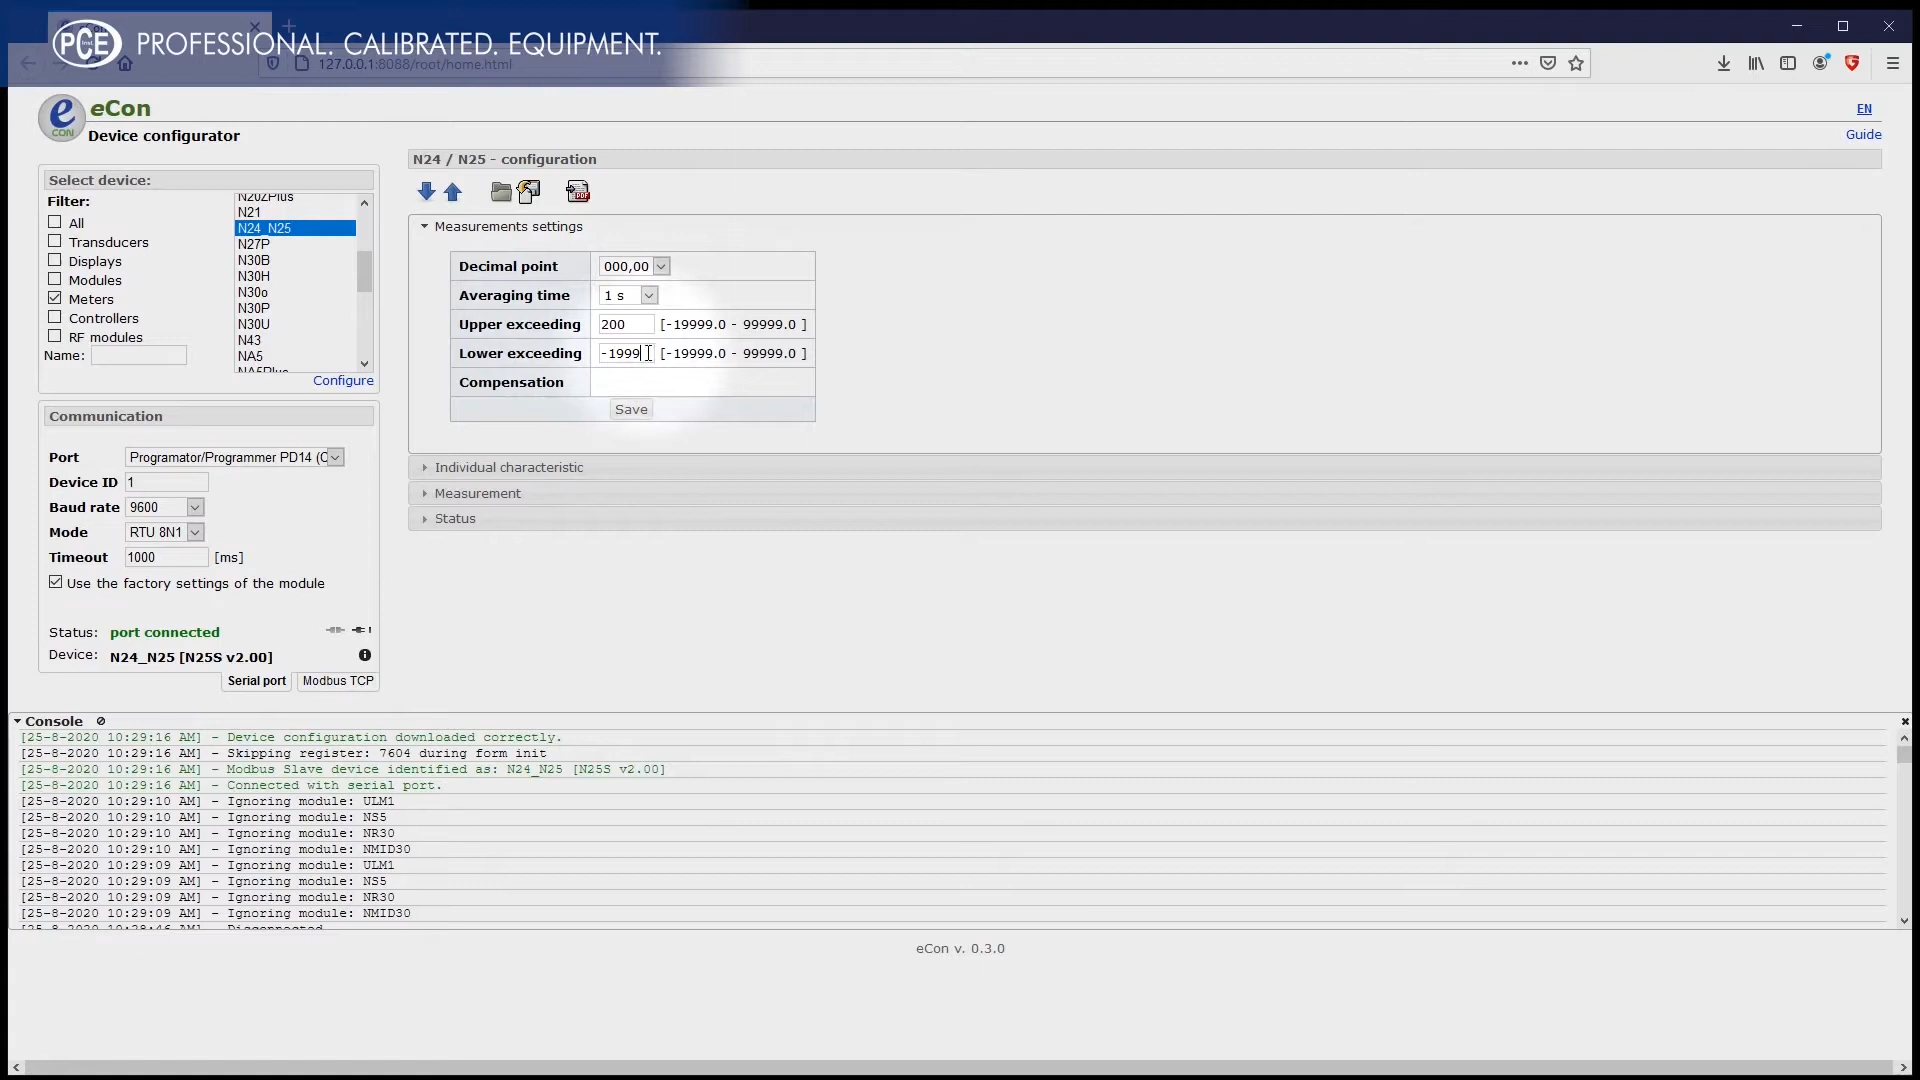 PCE PROFESSIONAL. CALIBRATED. EQUIPMENT.
127.0.0.1:8088/root/home.html
eCon
EN
Device configurator
Guide
Select device:
Filter:
All
Transducers
Displays
Modules
Meters
Controllers
RF modules
Name:
N20ZPlus
N21
N24_N25
N27P
N30B
N30H
N30o
N30P
N30U
N43
NA5
NA5Plus
Configure
Communication
Port Programator/Programmer PD14 (C
Device ID 1
Baud rate 9600
Mode RTU 8N1
Timeout 1000 [ms]
Use the factory settings of the module
Status: port connected
Device: N24_N25 [N25S v2.00]
Serial port Modbus TCP
N24 / N25 - configuration
Measurements settings
Decimal point 000,00
Averaging time 1 s
Upper exceeding 200 [-19999.0 - 99999.0 ]
Lower exceeding -1999 [-19999.0 - 99999.0 ]
Compensation
Save
Individual characteristic
Measurement
Status
Console
[25-8-2020 10:29:16 AM] - Device configuration downloaded correctly.
[25-8-2020 10:29:16 AM] - Skipping register: 7604 during form init
[25-8-2020 10:29:16 AM] - Modbus Slave device identified as: N24_N25 [N25S v2.00]
[25-8-2020 10:29:16 AM] - Connected with serial port.
[25-8-2020 10:29:10 AM] - Ignoring module: ULM1
[25-8-2020 10:29:10 AM] - Ignoring module: NS5
[25-8-2020 10:29:10 AM] - Ignoring module: NR30
[25-8-2020 10:29:10 AM] - Ignoring module: NMID30
[25-8-2020 10:29:09 AM] - Ignoring module: ULM1
[25-8-2020 10:29:09 AM] - Ignoring module: NS5
[25-8-2020 10:29:09 AM] - Ignoring module: NR30
[25-8-2020 10:29:09 AM] - Ignoring module: NMID30
[25-8-2020 10:28:46 AM] - Disconnected
eCon v. 0.3.0